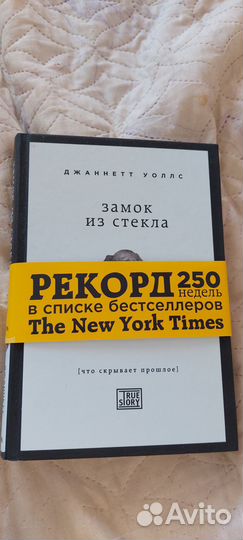 ДЖАННЕТТ УОЛЛС
ЗАМОК
ИЗ СТЕКЛА
РЕКОРД 250
недель
в списке бестселлеров
The New York Times
[что скрывает прошлое]
TRUE
STORY
Avito